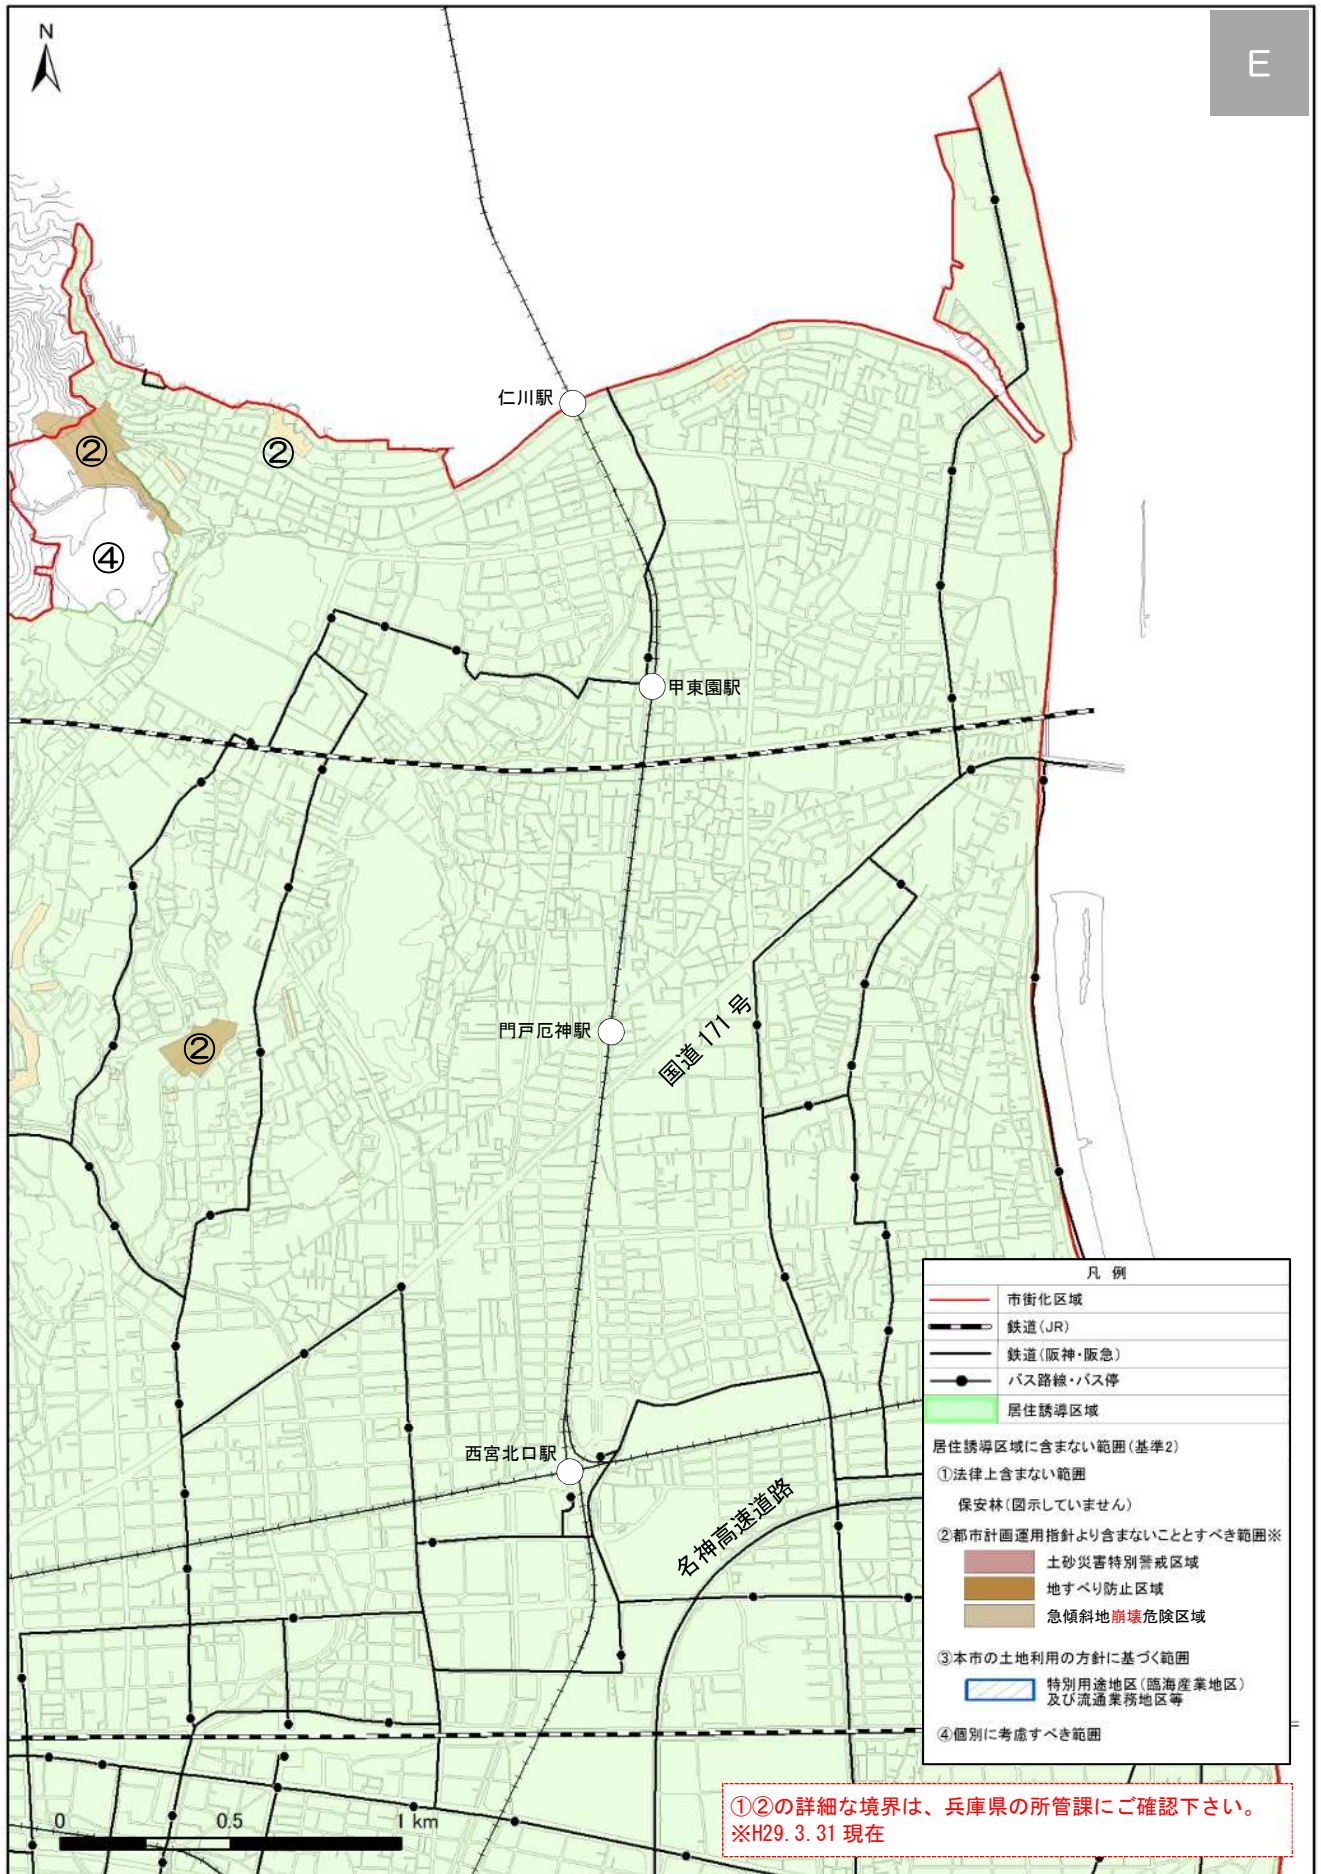 N
E
仁川駅
②
②
④
甲東園駅
門戸厄神駅
国道 171 号
②
西宮北口駅
名神高速道路
凡 例
市街化区域
鉄道(JR)
鉄道(阪神・阪急)
バス路線・バス停
居住誘導区域
居住誘導区域に含まない範囲(基準2)
①法律上含まない範囲
保安林(図示していません)
②都市計画運用指針より含まないこととすべき範囲※
土砂災害特別警戒区域
地すべり防止区域
急傾斜地崩壊危険区域
③本市の土地利用の方針に基づく範囲
特別用途地区(臨海産業地区)
及び流通業務地区等
④個別に考慮すべき範囲
①②の詳細な境界は、兵庫県の所管課にご確認下さい。
※H29.3.31 現在
0 0.5 1 km